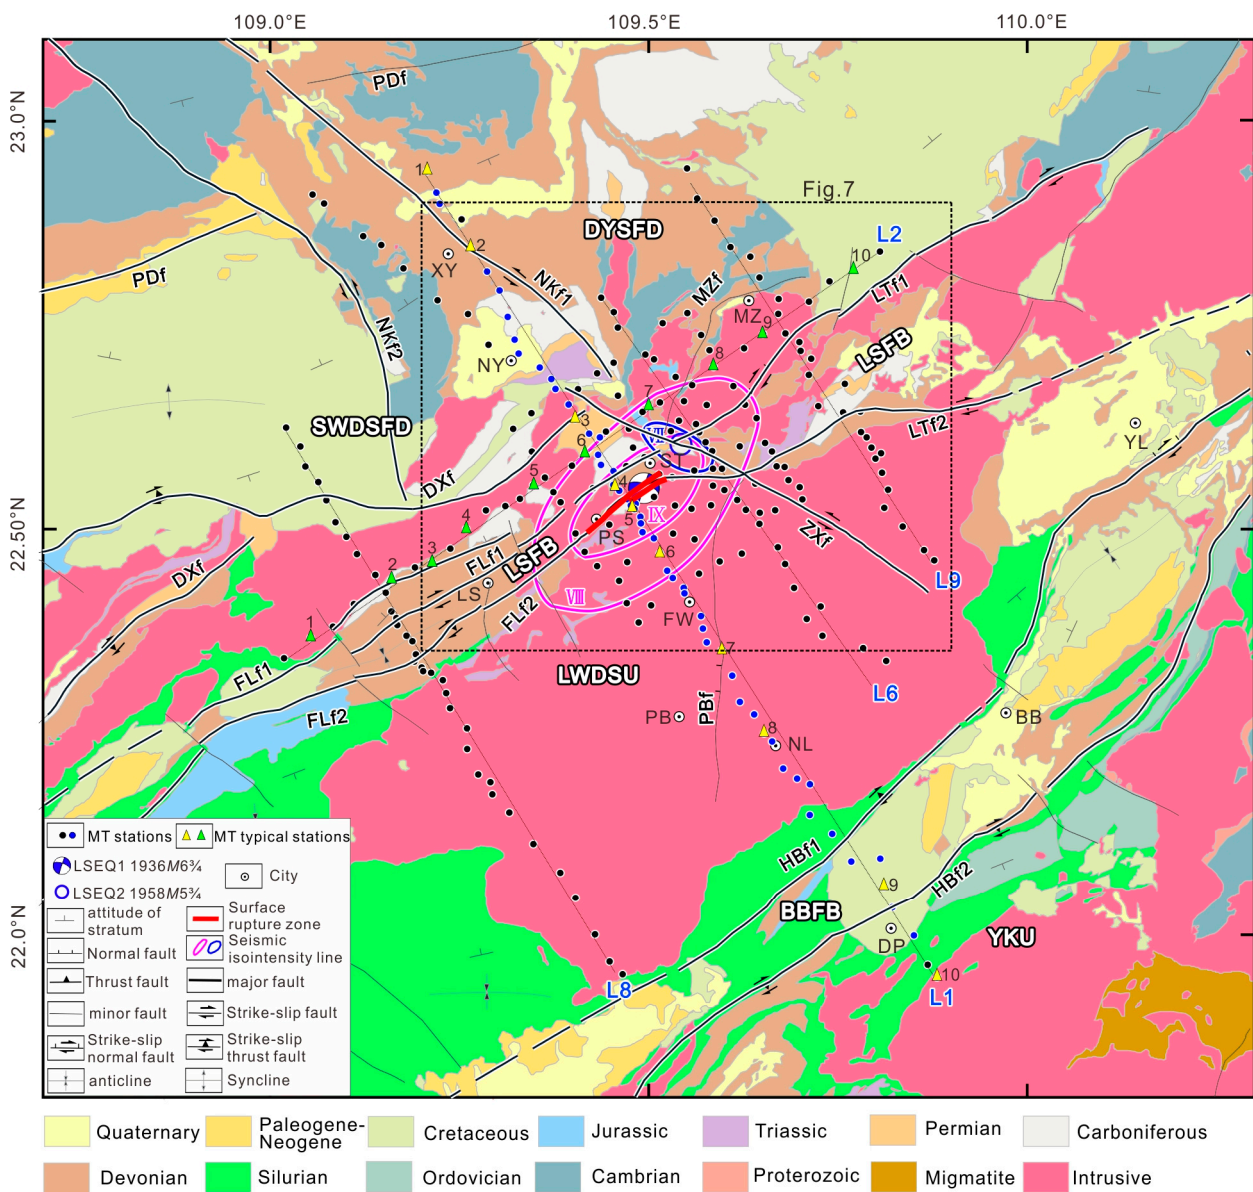 109.0°E
109.5°E
110.0°E
23.0°N
22.5°N
22.0°N
PDf
Fig.7
1
DYSFD
L2
10
2
XY
NKf1
MZf
LTf1
PDf
MZ
9
NKf2
NY
8
LSFB
7
SWDSFD
3
VII
LTf2
YL
6
ST
DXf
5
4
IX
4
5
PS
ZXf
3
FLf1
LSFB
6
DXf
2
LS
VIII
L9
FW
FLf2
1
7
FLf1
LWDSU
L6
FLf2
PB
PBf
BB
8
NL
HBf1
HBf2
9
BBFB
DP
YKU
L8
10
L1
MT stations
MT typical stations
LSEQ1 1936M6¾
City
LSEQ2 1958M5¾
attitude of
stratum
Surface
rupture zone
Normal fault
Seismic
isointensity line
Thrust fault
major fault
minor fault
Strike-slip fault
Strike-slip
normal fault
Strike-slip
thrust fault
anticline
Syncline
Quaternary
Paleogene-
Neogene
Cretaceous
Jurassic
Triassic
Permian
Carboniferous
Devonian
Silurian
Ordovician
Cambrian
Proterozoic
Migmatite
Intrusive